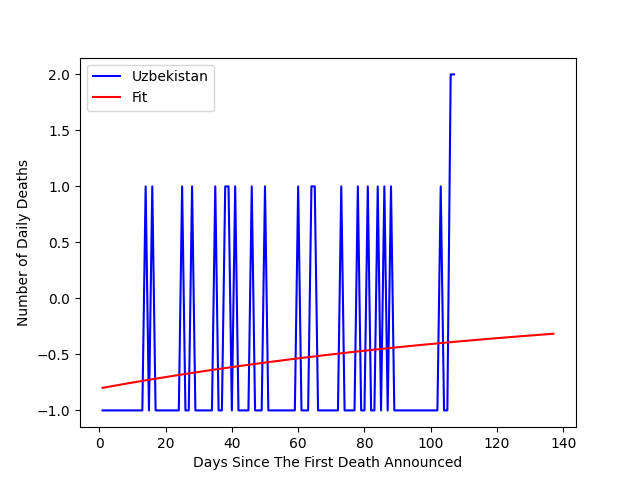 Uzbekistan
Fit
2.0
1.5
1.0
0.5
0.0
−0.5
−1.0
Number of Daily Deaths
0 20 40 60 80 100 120 140
Days Since The First Death Announced